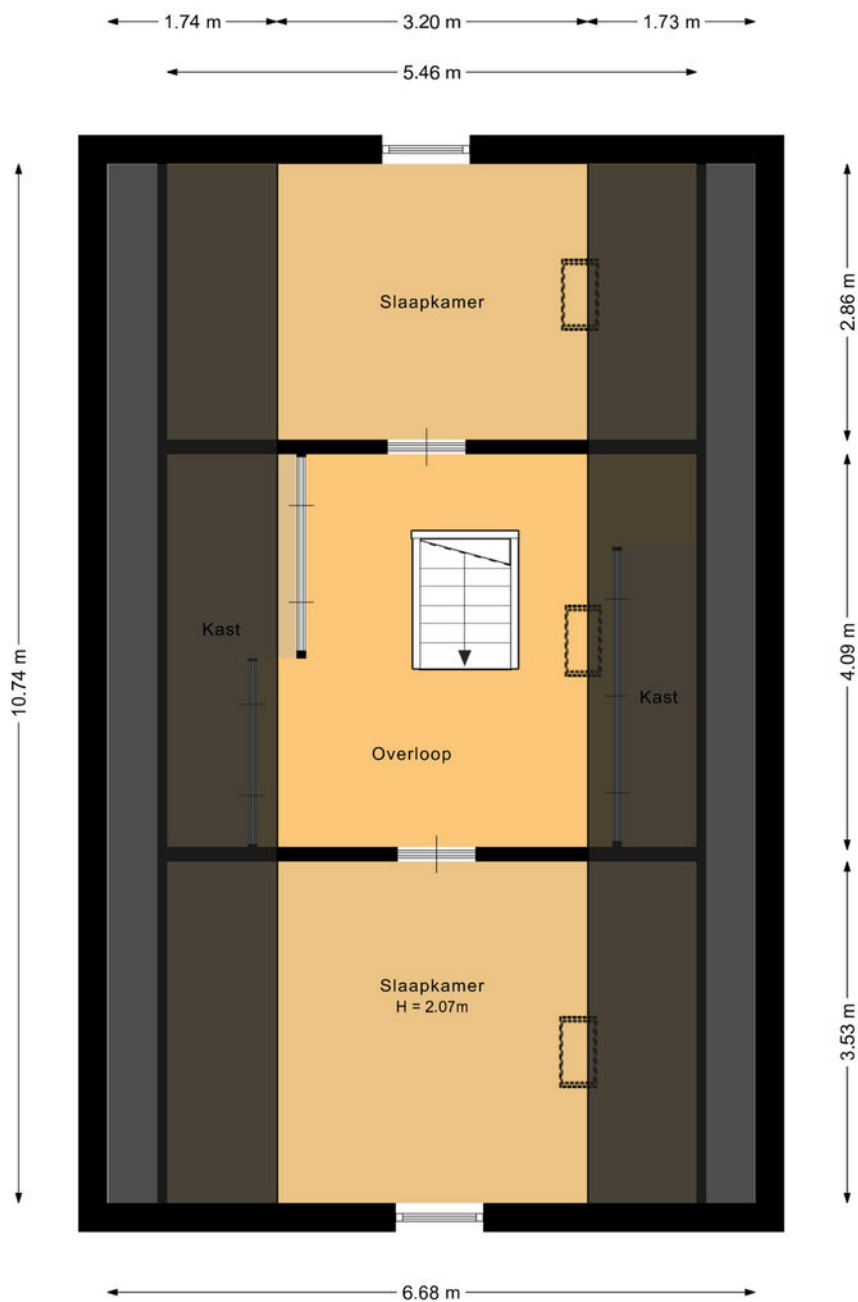 1.74 m
3.20 m
1.73 m
5.46 m
Slaapkamer
2.86 m
Kast
10.74 m
4.09 m
Kast
Overloop
Slaapkamer
H = 2.07m
3.53 m
6.68 m